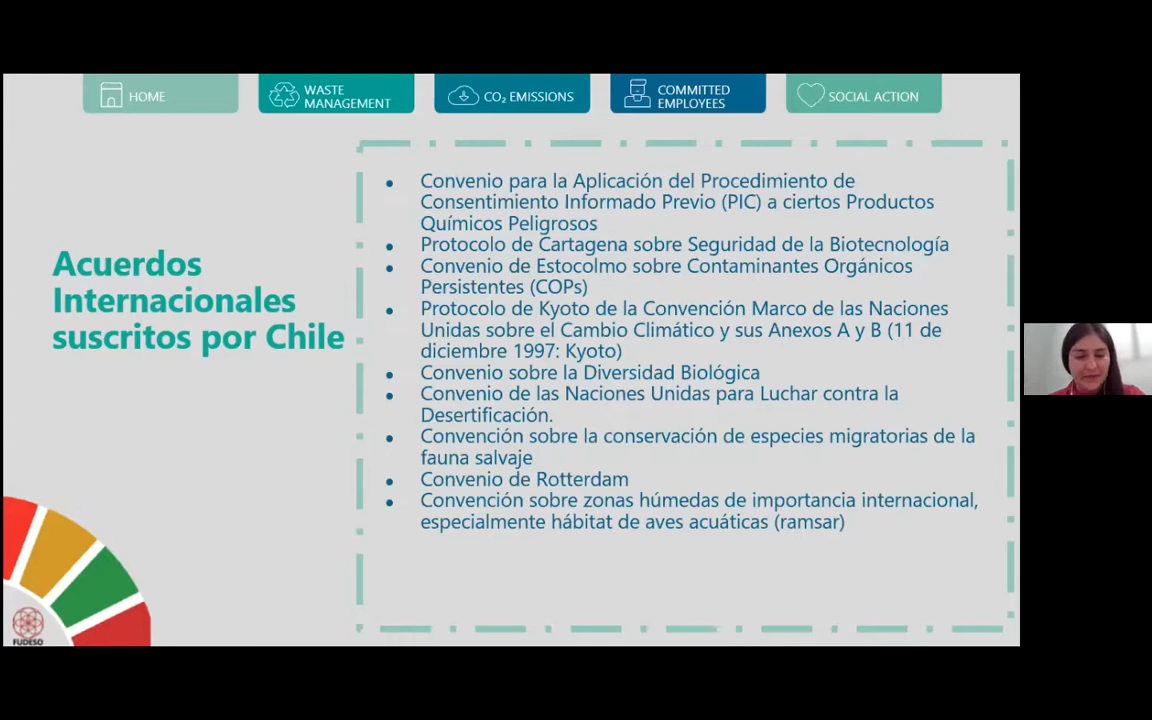 HOME
WASTE
MANAGEMENT
CO₂ EMISSIONS
COMMITTED
EMPLOYEES
SOCIAL ACTION
Acuerdos
Internacionales
suscritos por Chile
• Convenio para la Aplicación del Procedimiento de
Consentimiento Informado Previo (PIC) a ciertos Productos
Químicos Peligrosos
• Protocolo de Cartagena sobre Seguridad de la Biotecnología
• Convenio de Estocolmo sobre Contaminantes Orgánicos
Persistentes (COPs)
• Protocolo de Kyoto de la Convención Marco de las Naciones
Unidas sobre el Cambio Climático y sus Anexos A y B (11 de
diciembre 1997: Kyoto)
• Convenio sobre la Diversidad Biológica
• Convenio de las Naciones Unidas para Luchar contra la
Desertificación.
• Convención sobre la conservación de especies migratorias de la
fauna salvaje
• Convenio de Rotterdam
• Convención sobre zonas húmedas de importancia internacional,
especialmente hábitat de aves acuáticas (ramsar)
FUDESO